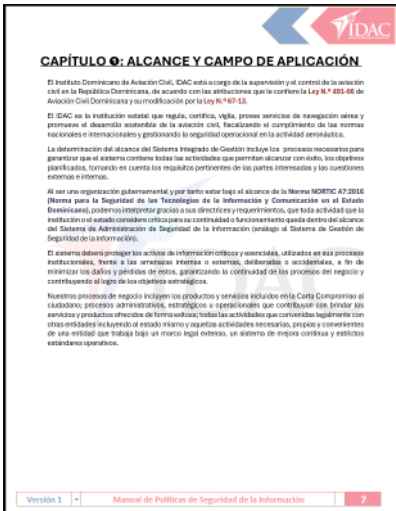 IDAC
CAPÍTULO ❶: ALCANCE Y CAMPO DE APLICACIÓN
El Instituto Dominicano de Aviación Civil, IDAC está a cargo de la supervisión y el control de la aviación
civil en la República Dominicana, de acuerdo con las atribuciones que le confiere la Ley N.º 491-06 de
Aviación Civil Dominicana y su modificación por la Ley N.º 67-13.
El IDAC es la institución estatal que regula, certifica, vigila, provee servicios de navegación aérea y
promueve el desarrollo sostenible de la aviación civil, fiscalizando el cumplimiento de las normas
nacionales e internacionales y gestionando la seguridad operacional en la actividad aeronáutica.
La determinación del alcance del Sistema Integrado de Gestión incluye los procesos necesarios para
garantizar que el sistema contiene todas las actividades que permitan alcanzar con éxito, los objetivos
planificados, tomando en cuenta los requisitos pertinentes de las partes interesadas y las cuestiones
externas e internas.
Al ser una organización gubernamental y por tanto estar bajo el alcance de la Norma NORTIC A7:2016
(Norma para la Seguridad de las Tecnologías de la Información y Comunicación en el Estado
Dominicano), podemos interpretar gracias a sus directrices y requerimientos, que toda actividad que la
institución o el estado considere crítica para su continuidad o funcionamiento queda dentro del alcance
del Sistema de Administración de Seguridad de la Información (análogo al Sistema de Gestión de
Seguridad de la Información).
El sistema deberá proteger los activos de información críticos y esenciales, utilizados en sus procesos
institucionales, frente a las amenazas internas o externas, deliberadas o accidentales, a fin de
minimizar los daños y pérdidas de estos, garantizando la continuidad de los procesos del negocio y
contribuyendo al logro de los objetivos estratégicos.
Nuestros procesos de negocio incluyen los productos y servicios incluidos en la Carta Compromiso al
ciudadano; procesos administrativos, estratégicos u operacionales que contribuyan con brindar los
servicios y productos ofrecidos de forma exitosa; todas las actividades que convenidas legalmente con
otras entidades incluyendo al estado mismo y aquellas actividades necesarias, propias y convenientes
de una entidad que trabaja bajo un marco legal extenso, un sistema de mejora continua y estrictos
estándares operativos.
Versión 1 Manual de Políticas de Seguridad de la Información 7